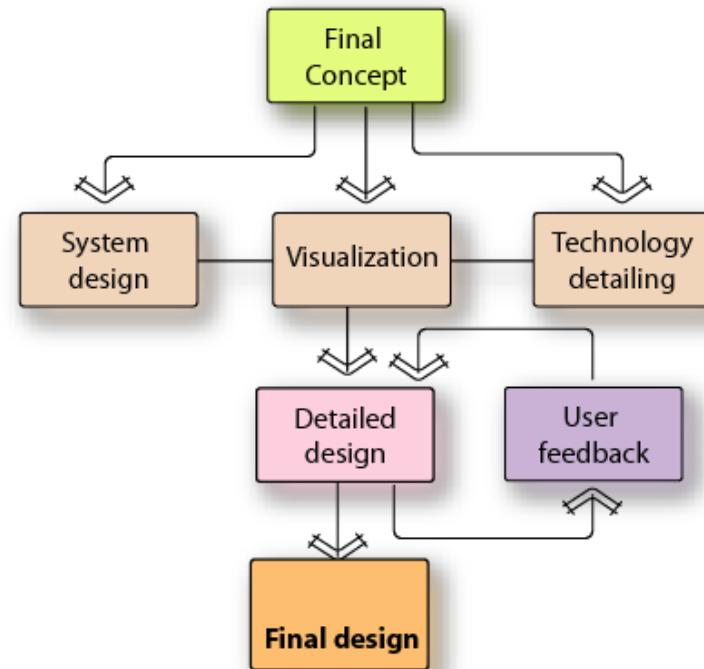 Final
Concept
System
design
Visualization
Technology
detailing
Detailed
design
User
feedback
Final design